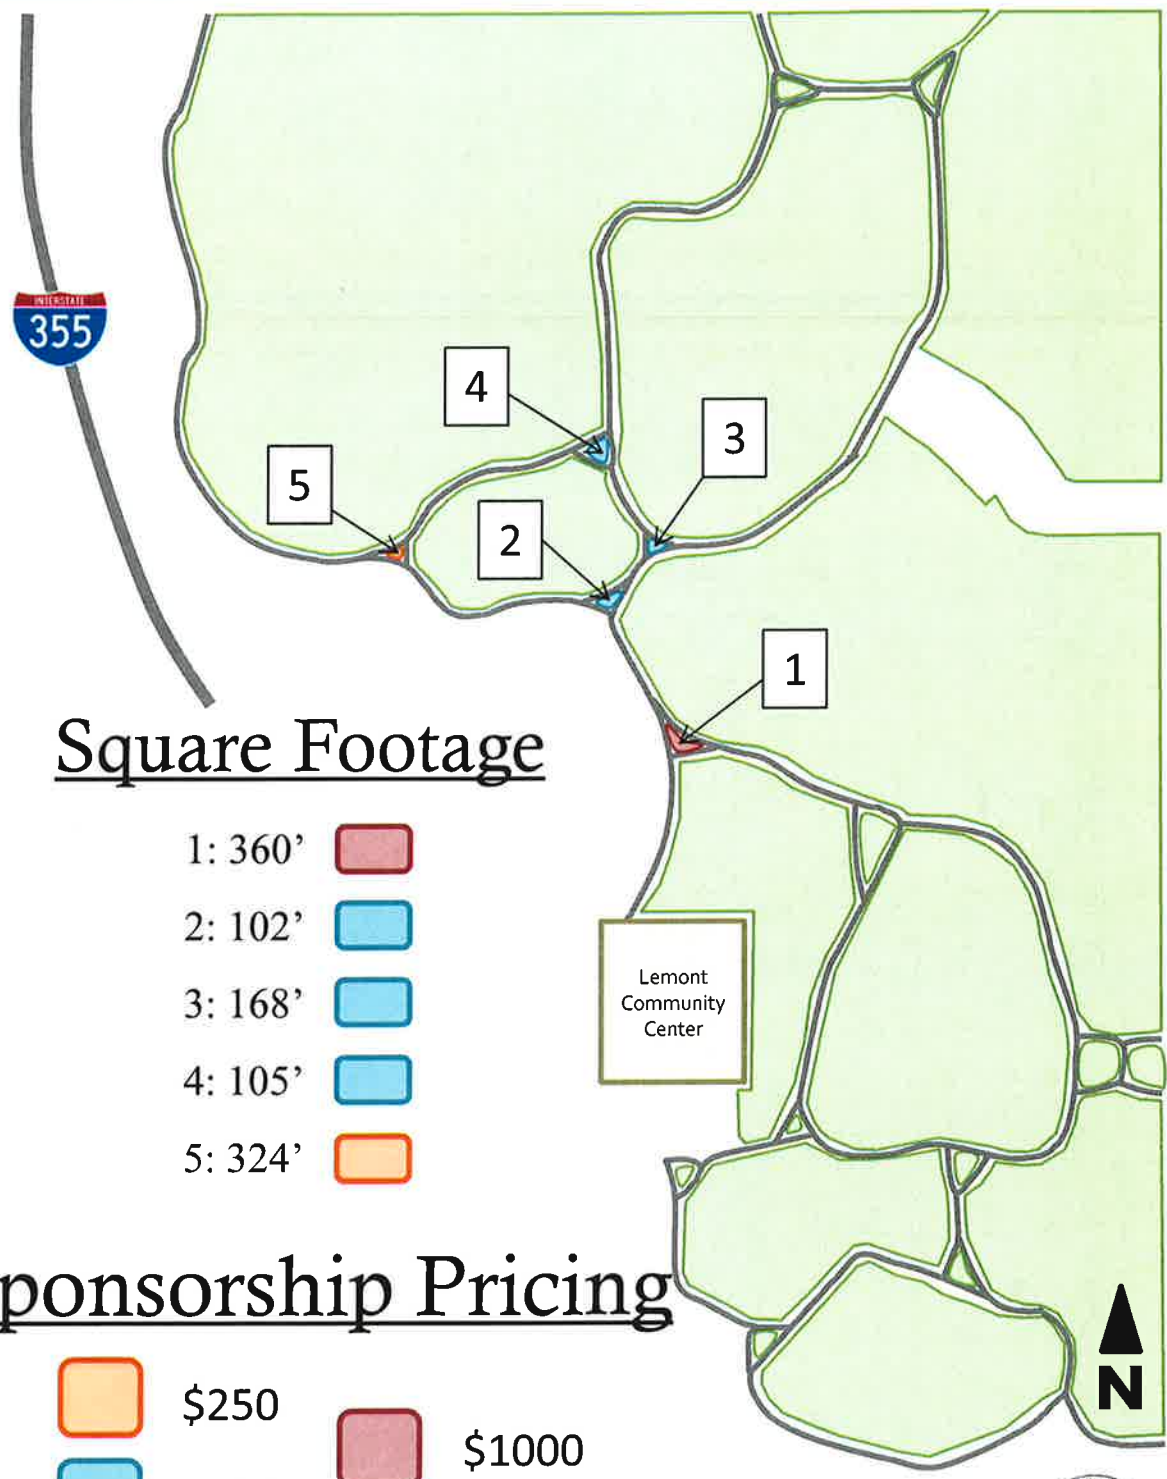 INTERSTATE
355
4
3
5
2
1
Square Footage
1: 360’
2: 102’
3: 168’
4: 105’
5: 324’
Lemont
Community
Center
ponsorship Pricing
$250
$1000
N